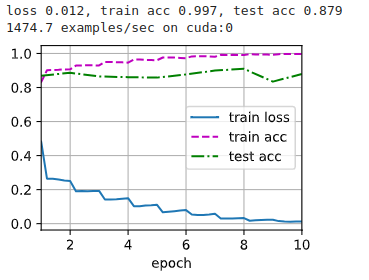 loss 0.012, train acc 0.997, test acc 0.879
1474.7 examples/sec on cuda:0
1.0
0.8
0.6
0.4
0.2
0.0
train loss
train acc
test acc
2 4 6 8 10
epoch